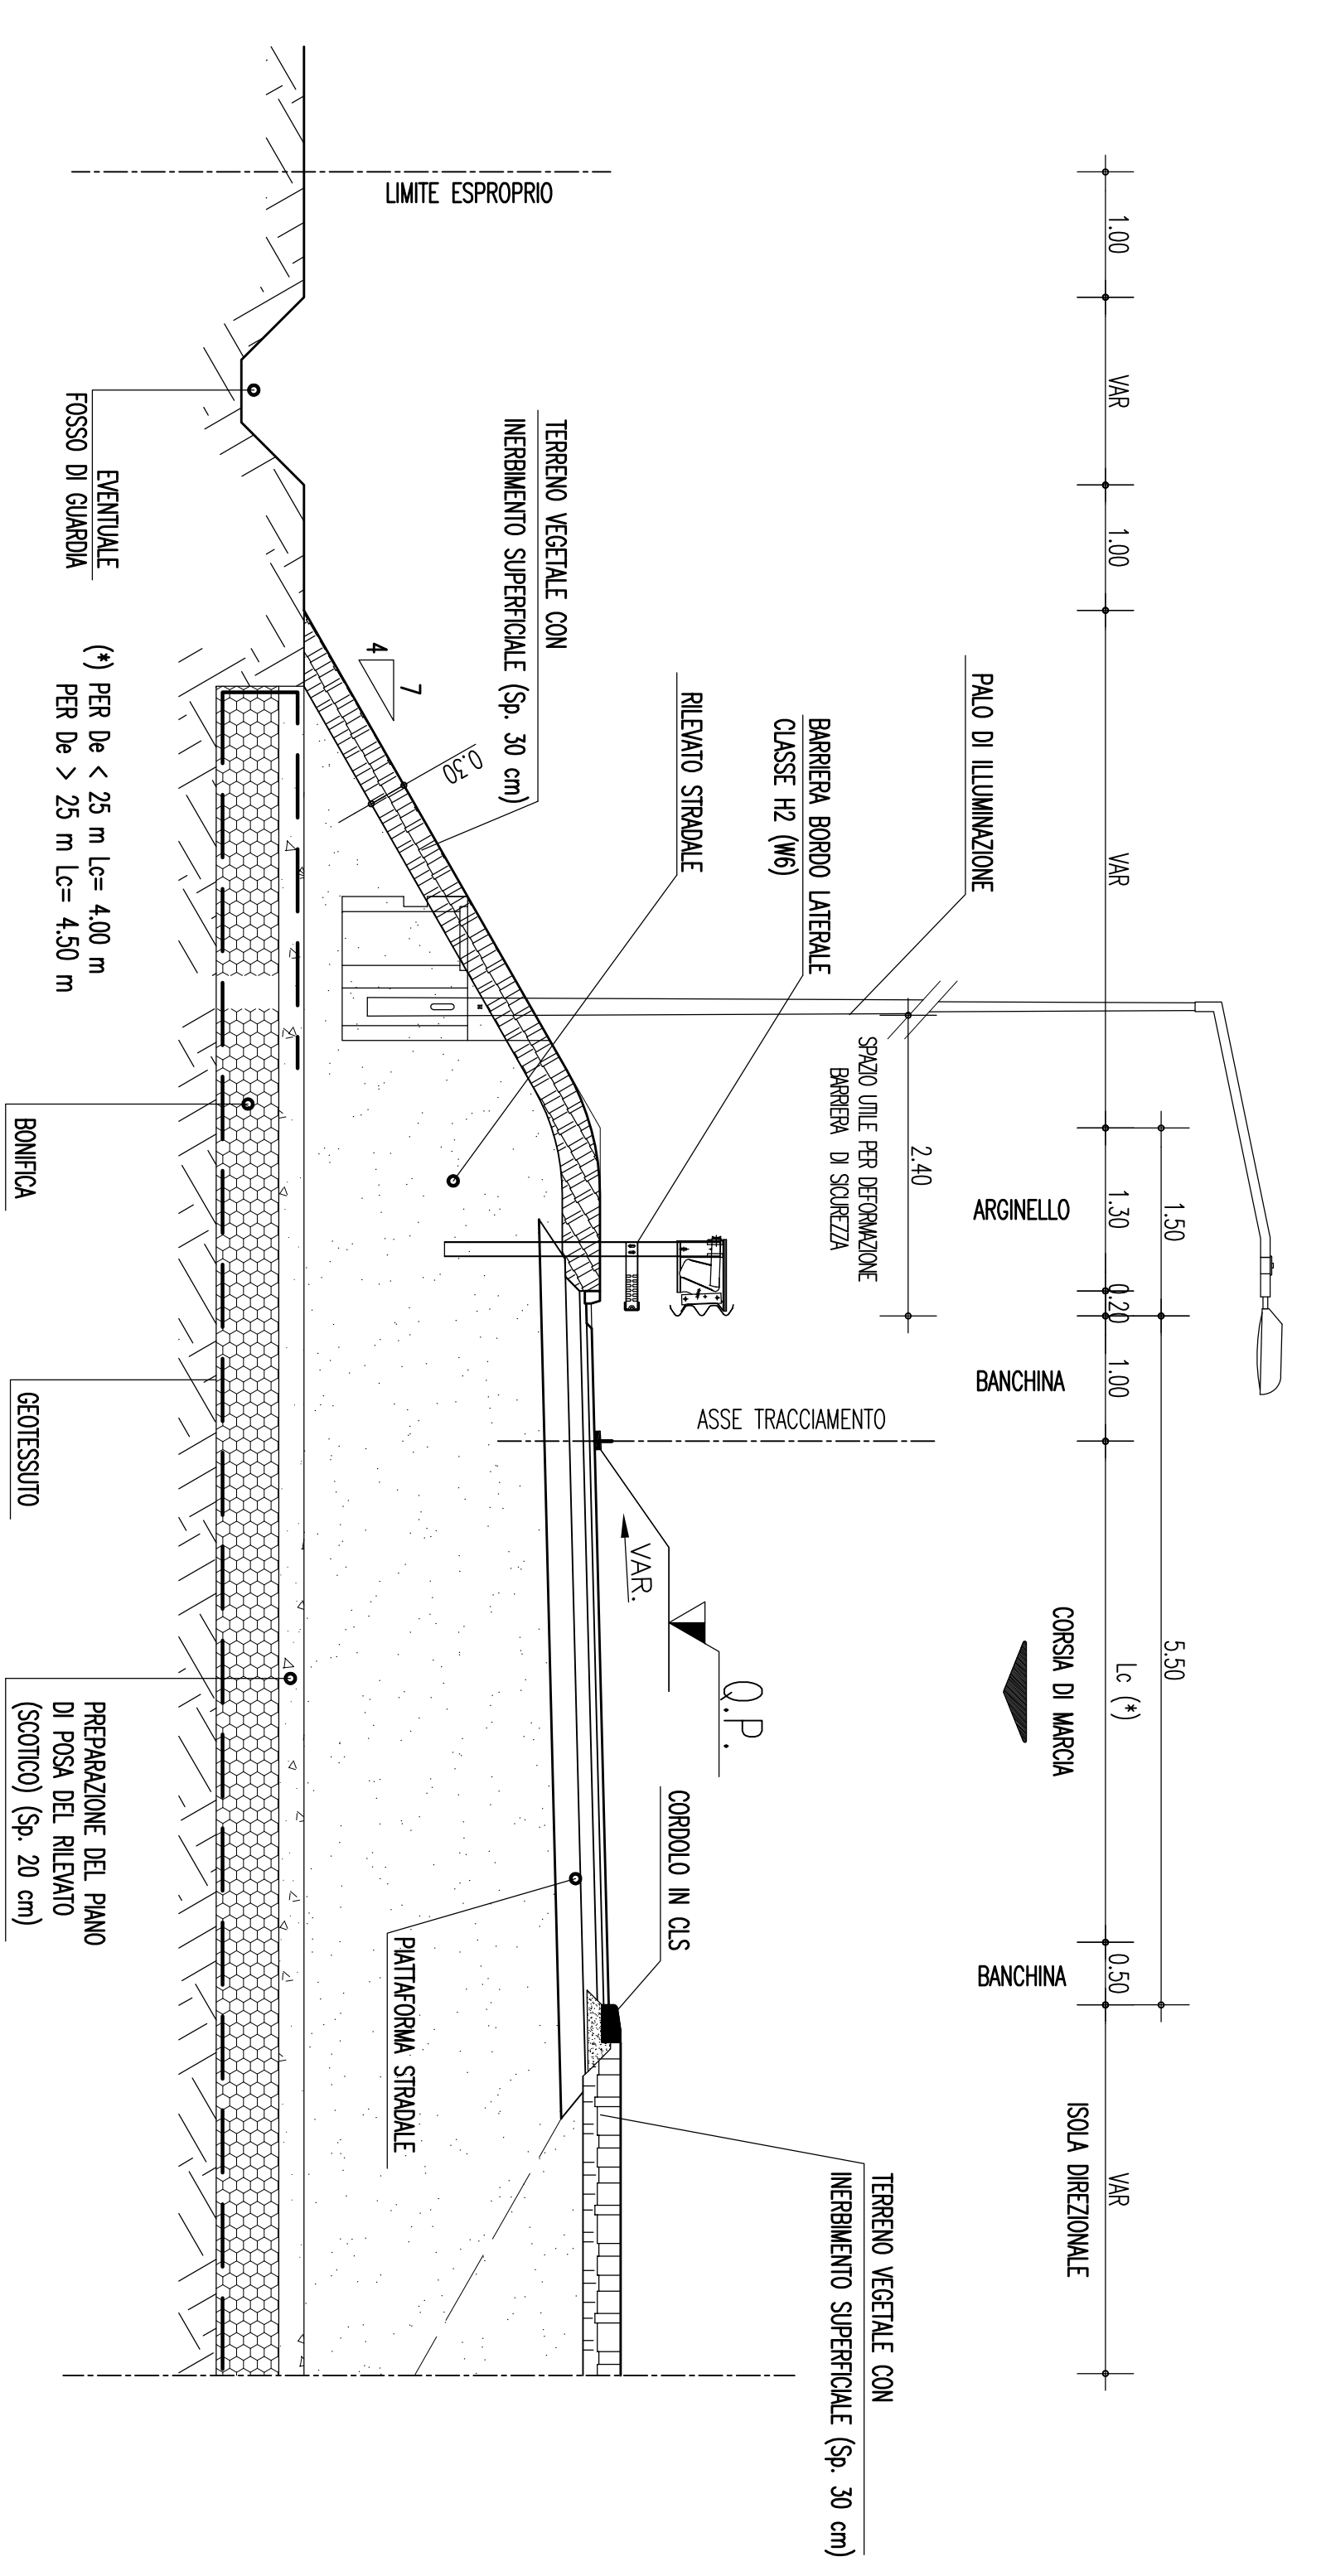 1.50
5.50
1.00
VAR
1.00
VAR
1.30
0.20
1.00
Lc (*)
0.50
VAR
ARGINELLO
BANCHINA
CORSIA DI MARCIA
BANCHINA
ISOLA DIREZIONALE
2.40
SPAZIO UTILE PER DEFORMAZIONE
BARRIERA DI SICUREZZA
PALO DI ILLUMINAZIONE
BARRIERA BORDO LATERALE
CLASSE H2 (W6)
RILEVATO STRADALE
TERRENO VEGETALE CON
INERBIMENTO SUPERFICIALE (Sp. 30 cm)
LIMITE ESPROPRIO
ASSE TRACCIAMENTO
Q.P.
VAR.
CORDOLO IN CLS
TERRENO VEGETALE CON
INERBIMENTO SUPERFICIALE (Sp. 30 cm)
0.30
7
4
PIATTAFORMA STRADALE
EVENTUALE
FOSSO DI GUARDIA
(*) PER De < 25 m Lc= 4.00 m
PER De > 25 m Lc= 4.50 m
BONIFICA
GEOTESSUTO
PREPARAZIONE DEL PIANO
DI POSA DEL RILEVATO
(SCOTICO) (Sp. 20 cm)